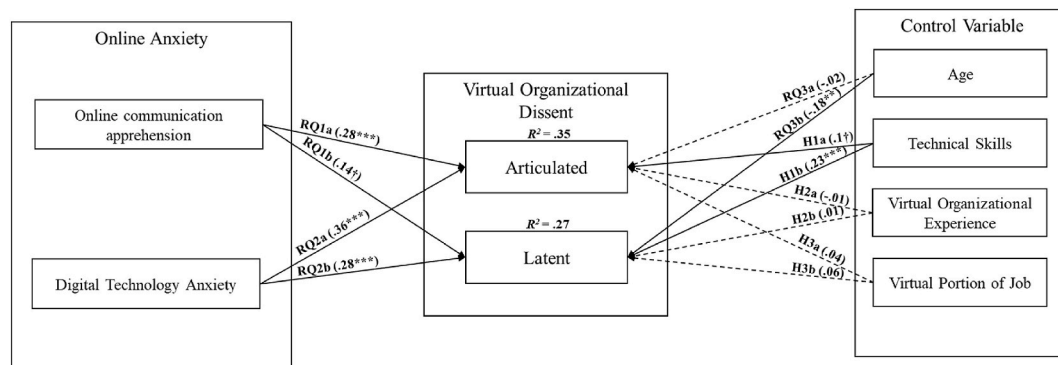 Online Anxiety
Online communication
apprehension
Digital Technology Anxiety
RQ1a (.28***)
RQ1b (.14†)
RQ2a (.36***)
RQ2b (.28***)
Virtual Organizational
Dissent
R² = .35
Articulated
R² = .27
Latent
RQ3a (-.02)
RQ3b (-.18**)
H1a (.1†)
H1b (.23***)
H2a (-.01)
H2b (.01)
H3a (.04)
H3b (.06)
Control Variable
Age
Technical Skills
Virtual Organizational
Experience
Virtual Portion of Job